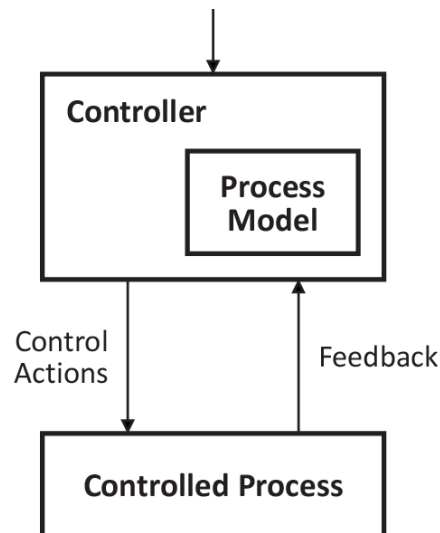 Controller
Process
Model
Control
Actions
Feedback
Controlled Process